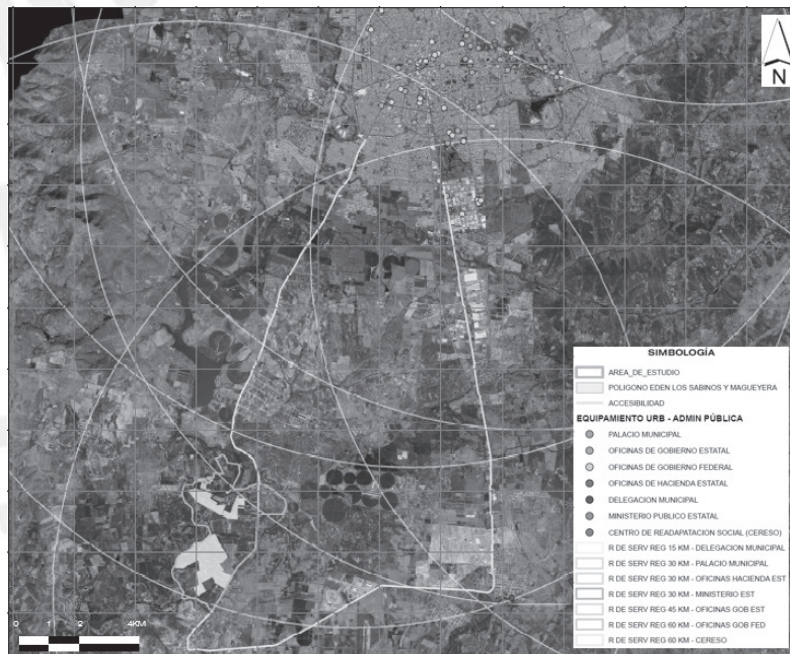 N
SIMBOLOGÍA
AREA_DE_ESTUDIO
POLIGONO EDEN LOS SABINOS Y MAGUEYERA
ACCESIBILIDAD
EQUIPAMIENTO URB - ADMIN PÚBLICA
PALACIO MUNICIPAL
OFICINAS DE GOBIERNO ESTATAL
OFICINAS DE GOBIERNO FEDERAL
OFICINAS DE HACIENDA ESTATAL
DELEGACION MUNICIPAL
MINISTERIO PUBLICO ESTATAL
CENTRO DE READAPATACION SOCIAL (CERESO)
R DE SERV REG 15 KM - DELEGACION MUNICIPAL
R DE SERV REG 30 KM - PALACIO MUNICIPAL
R DE SERV REG 30 KM - OFICINAS HACIENDA EST
R DE SERV REG 30 KM - MINISTERIO EST
R DE SERV REG 45 KM - OFICINAS GOB EST
R DE SERV REG 60 KM - OFICINAS GOB FED
R DE SERV REG 60 KM - CERESO
0 1 2 4KM